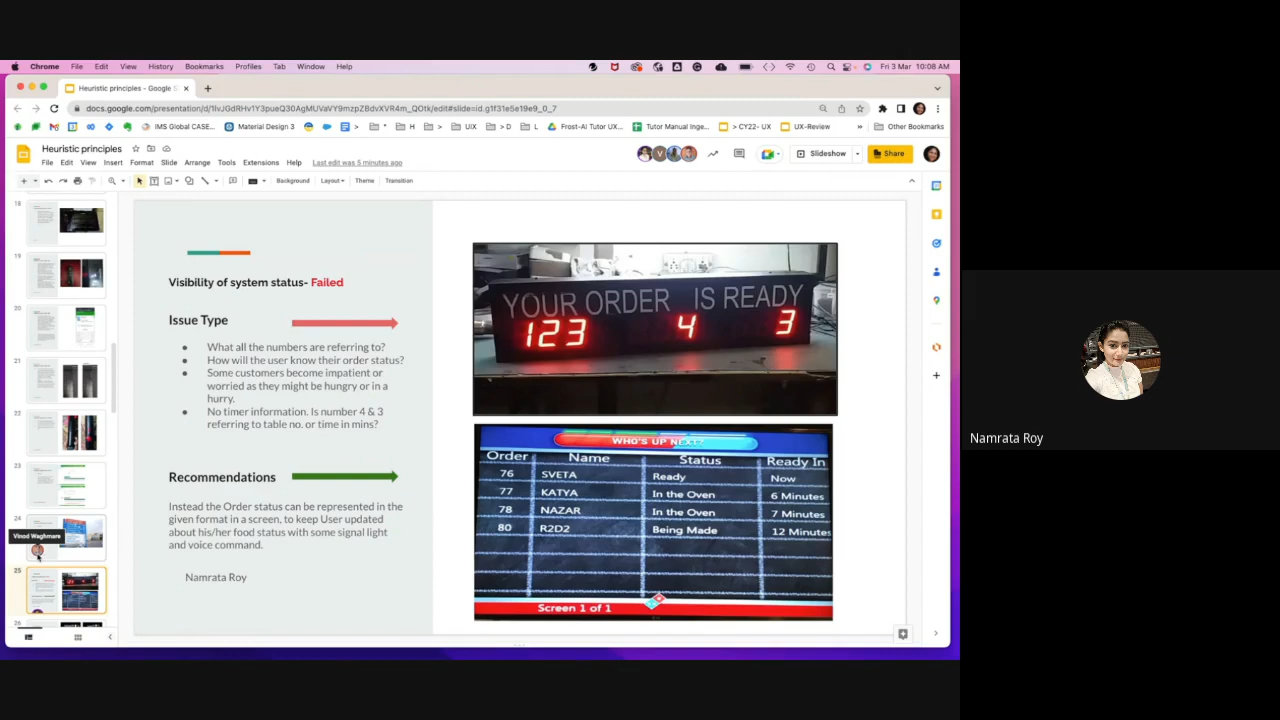 Chrome File Edit View History Bookmarks Profiles Tab Window Help
Fri 3 Mar 10:08 AM
Heuristic principles - Google S
docs.google.com/presentation/d/1lvJGdRHv1Y3pueQ30AgMUVaVY9mzpZBdvXVR4m_QOtk/edit#slide=id.g1f31e5e19e9_0_7
IMS Global CASE... Material Design 3 > H > UIX > D L Frost-AI Tutor UX... Tutor Manual Inge... > CY22- UX UX-Review » Other Bookmarks
Heuristic principles
File Edit View Insert Format Slide Arrange Tools Extensions Help Last edit was 5 minutes ago
V
Slideshow
Share
Background Layout Theme Transition
18
19
20
21
22
23
24
Vinod Waghmare
25
26
Visibility of system status- Failed
Issue Type
● What all the numbers are referring to?
● How will the user know their order status?
● Some customers become impatient or
worried as they might be hungry or in a
hurry.
● No timer information. Is number 4 & 3
referring to table no. or time in mins?
Recommendations
Instead the Order status can be represented in the
given format in a screen, to keep User updated
about his/her food status with some signal light
and voice command.
Namrata Roy
YOUR ORDER IS READY
123 4 3
WHO'S UP NEXT?
Order Name Status Ready In
76 SVETA Ready Now
77 KATYA In the Oven 6 Minutes
78 NAZAR In the Oven 7 Minutes
80 R2D2 Being Made 12 Minutes
Screen 1 of 1
Namrata Roy